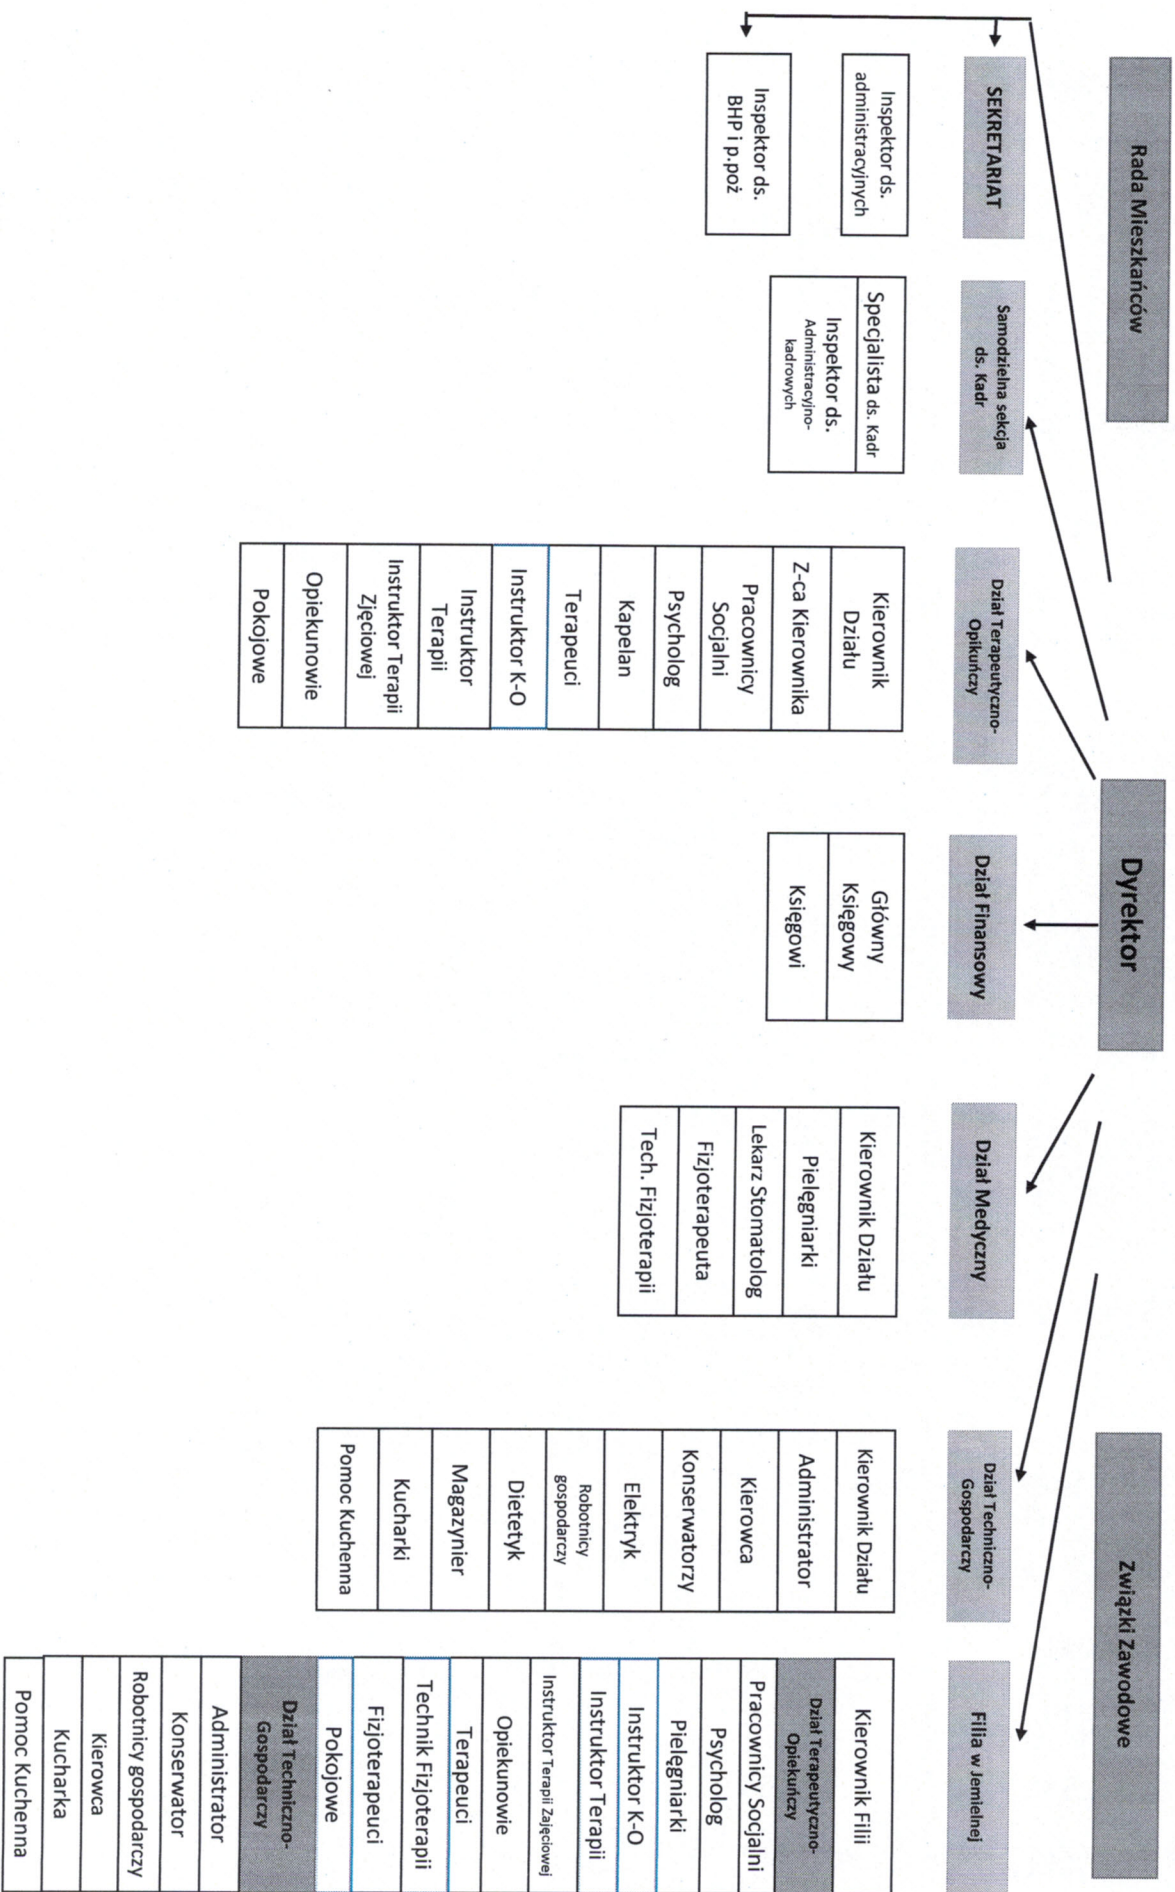 Rada Mieszkańców
Dyrektor
Związki Zawodowe
SEKRETARIAT
Inspektor ds.
administracyjnych
Inspektor ds.
BHP i p.poż
Samodzielna sekcja
ds. Kadr
Specjalista ds. Kadr
Inspektor ds.
Administracyjno-
kadrowych
Dział Terapeutyczno-
Opikuńczy
Kierownik
Działu
Z-ca Kierownika
Pracownicy
Socjalni
Psycholog
Kapelan
Terapeuci
Instruktor K-O
Instruktor
Terapii
Instruktor Terapii
Zjęciowej
Opiekunowie
Pokojowe
Dział Finansowy
Główny
Księgowy
Księgowi
Dział Medyczny
Kierownik Działu
Pielęgniarki
Lekarz Stomatolog
Fizjoterapeuta
Tech. Fizjoterapii
Dział Techniczno-
Gospodarczy
Kierownik Działu
Administrator
Kierowca
Konserwatorzy
Elektryk
Robotnicy
gospodarczy
Dietetyk
Magazynier
Kucharki
Pomoc Kuchenna
Filia w Jemielnej
Kierownik Filii
Dział Terapeutyczno-
Opiekuńczy
Pracownicy Socjalni
Psycholog
Pielęgniarki
Instruktor K-O
Instruktor Terapii
Instruktor Terapii Zajęciowej
Opiekunowie
Terapeuci
Technik Fizjoterapii
Fizjoterapeuci
Pokojowe
Dział Techniczno-
Gospodarczy
Administrator
Konserwator
Robotnicy gospodarczy
Kierowca
Kucharka
Pomoc Kuchenna